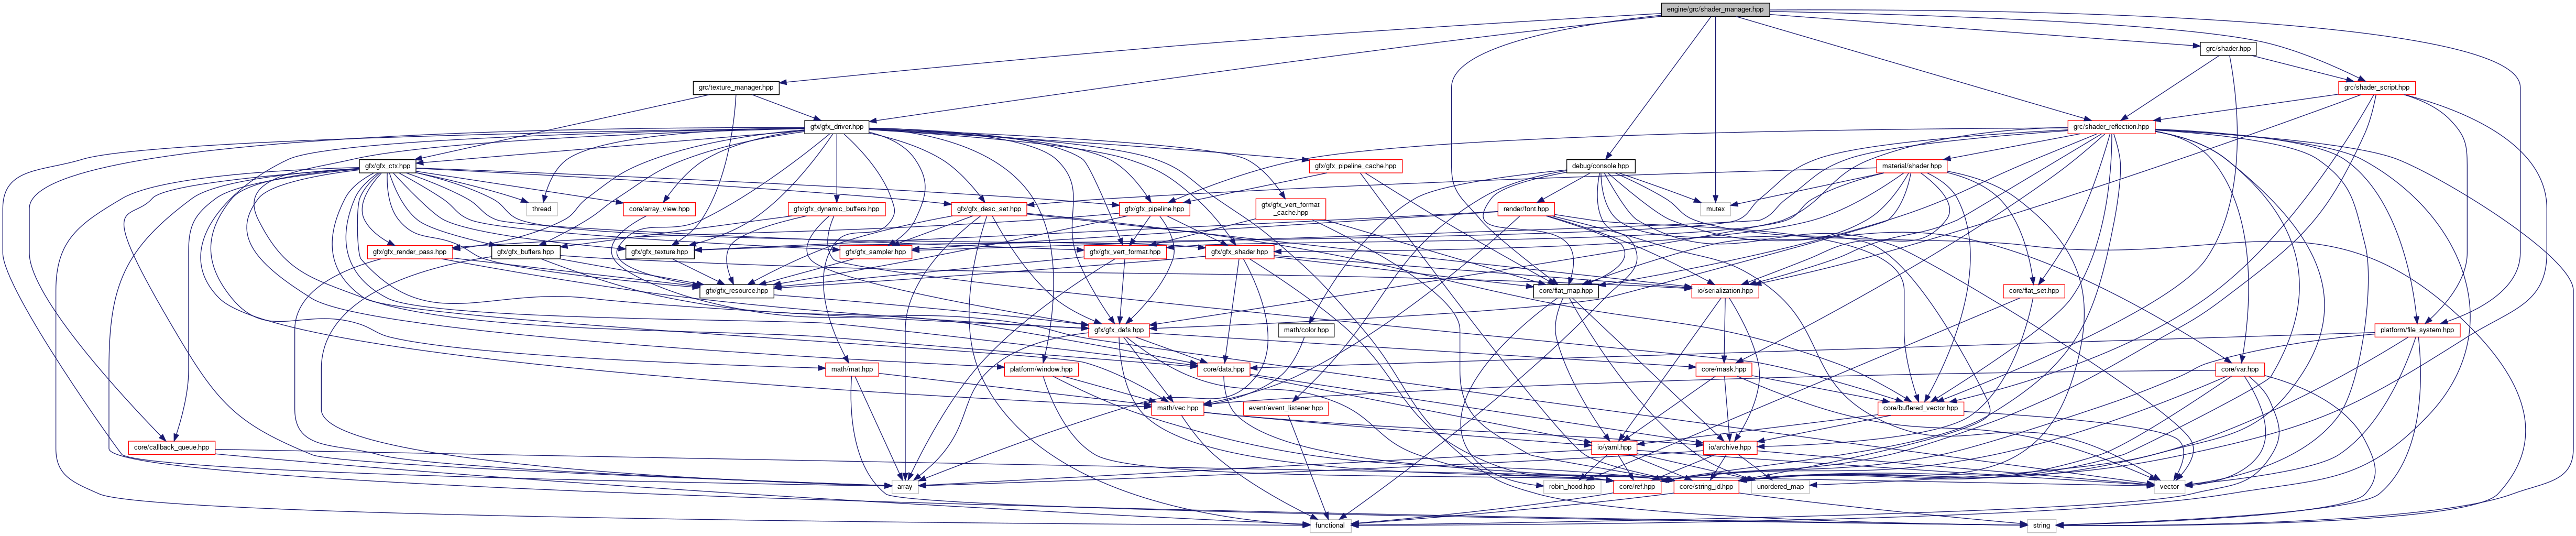 engine/grc/shader_manager.hpp
grc/shader.hpp
grc/texture_manager.hpp
grc/shader_script.hpp
gfx/gfx_driver.hpp
grc/shader_reflection.hpp
gfx/gfx_ctx.hpp
gfx/gfx_pipeline_cache.hpp
debug/console.hpp
material/shader.hpp
thread
core/array_view.hpp
gfx/gfx_dynamic_buffers.hpp
gfx/gfx_desc_set.hpp
gfx/gfx_pipeline.hpp
gfx/gfx_vert_format
_cache.hpp
render/font.hpp
mutex
gfx/gfx_render_pass.hpp
gfx/gfx_buffers.hpp
gfx/gfx_texture.hpp
gfx/gfx_sampler.hpp
gfx/gfx_vert_format.hpp
gfx/gfx_shader.hpp
gfx/gfx_resource.hpp
core/flat_map.hpp
io/serialization.hpp
core/flat_set.hpp
gfx/gfx_defs.hpp
math/color.hpp
platform/file_system.hpp
math/mat.hpp
platform/window.hpp
core/data.hpp
core/mask.hpp
core/var.hpp
math/vec.hpp
event/event_listener.hpp
core/buffered_vector.hpp
core/callback_queue.hpp
io/yaml.hpp
io/archive.hpp
array
robin_hood.hpp
core/ref.hpp
core/string_id.hpp
unordered_map
vector
functional
string